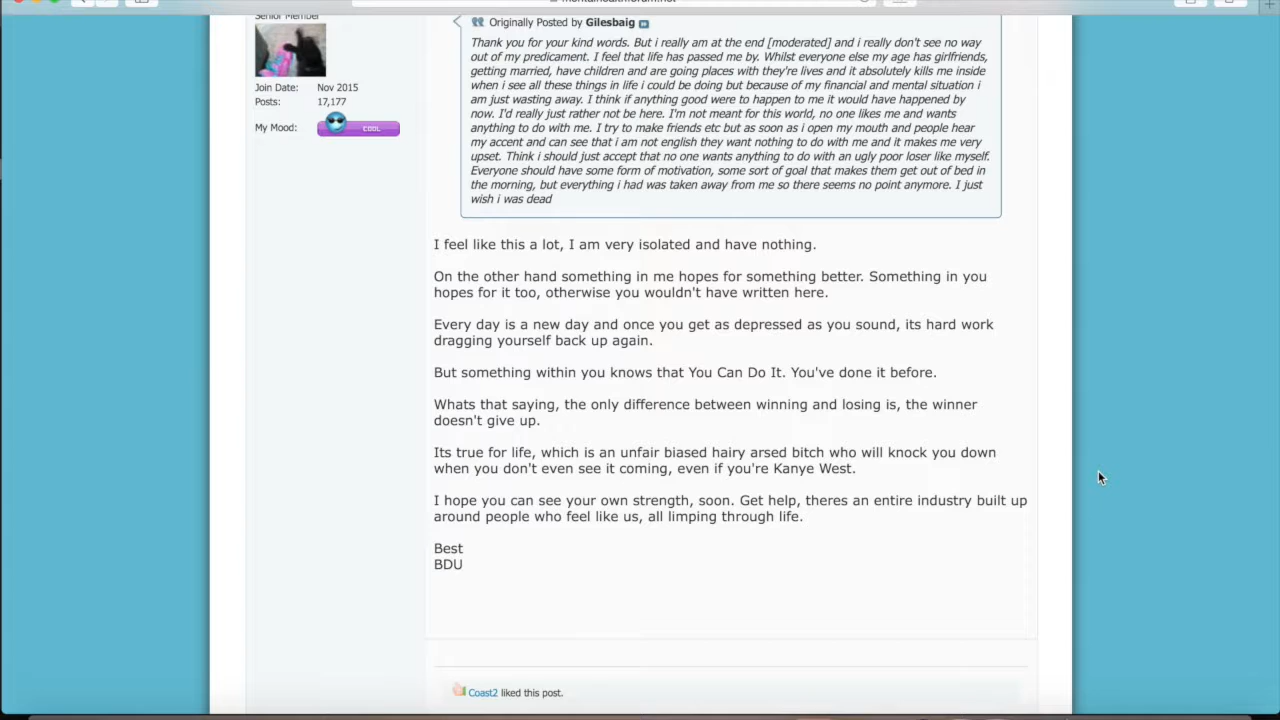 Senior Member
Join Date: Nov 2015
Posts: 17,177
My Mood: COOL
Originally Posted by Gilesbaig
Thank you for your kind words. But i really am at the end [moderated] and i really don't see no way
out of my predicament. I feel that life has passed me by. Whilst everyone else my age has girlfriends,
getting married, have children and are going places with they're lives and it absolutely kills me inside
when i see all these things in life i could be doing but because of my financial and mental situation i
am just wasting away. I think if anything good were to happen to me it would have happened by
now. I'd really just rather not be here. I'm not meant for this world, no one likes me and wants
anything to do with me. I try to make friends etc but as soon as i open my mouth and people hear
my accent and can see that i am not english they want nothing to do with me and it makes me very
upset. Think i should just accept that no one wants anything to do with an ugly poor loser like myself.
Everyone should have some form of motivation, some sort of goal that makes them get out of bed in
the morning, but everything i had was taken away from me so there seems no point anymore. I just
wish i was dead
I feel like this a lot, I am very isolated and have nothing.
On the other hand something in me hopes for something better. Something in you
hopes for it too, otherwise you wouldn't have written here.
Every day is a new day and once you get as depressed as you sound, its hard work
dragging yourself back up again.
But something within you knows that You Can Do It. You've done it before.
Whats that saying, the only difference between winning and losing is, the winner
doesn't give up.
Its true for life, which is an unfair biased hairy arsed bitch who will knock you down
when you don't even see it coming, even if you're Kanye West.
I hope you can see your own strength, soon. Get help, theres an entire industry built up
around people who feel like us, all limping through life.
Best
BDU
Coast2 liked this post.